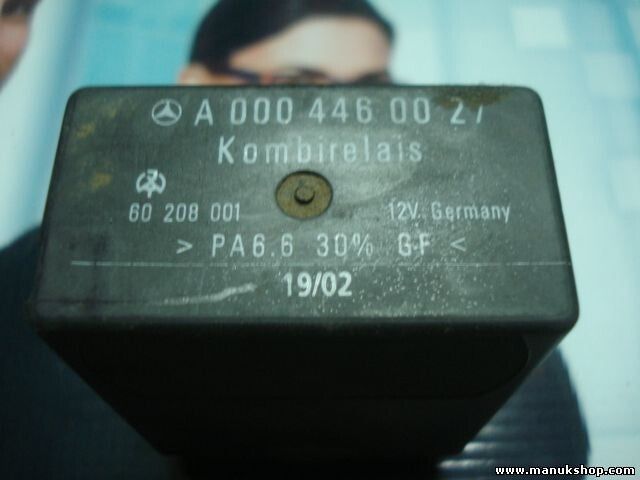 A 000 446 00 27
Kombirelais
60 208 001
12V. Germany
> PA6.6 30% GF <
19/02
www.manukshop.com